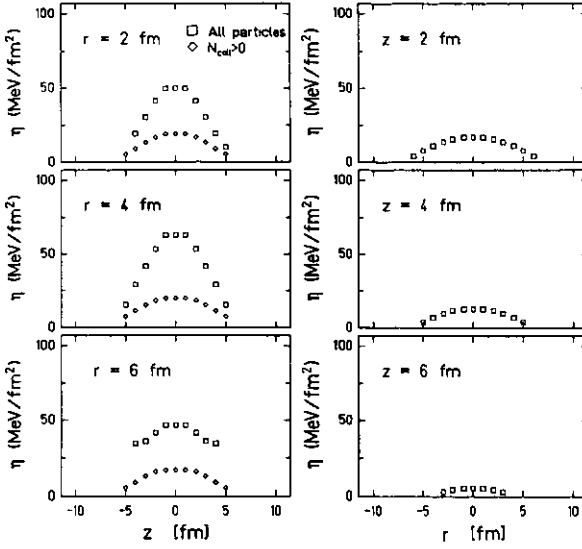 100
50
0
η (MeV/fm²)
r = 2 fm
□ All particles
◇ N_coll>0
100
50
0
η (MeV/fm²)
z = 2 fm
100
50
0
η (MeV/fm²)
r = 4 fm
100
50
0
η (MeV/fm²)
z = 4 fm
100
50
0
η (MeV/fm²)
r = 6 fm
100
50
0
η (MeV/fm²)
z = 6 fm
-10 -5 0 5 10
z [fm]
-10 -5 0 5 10
r [fm]